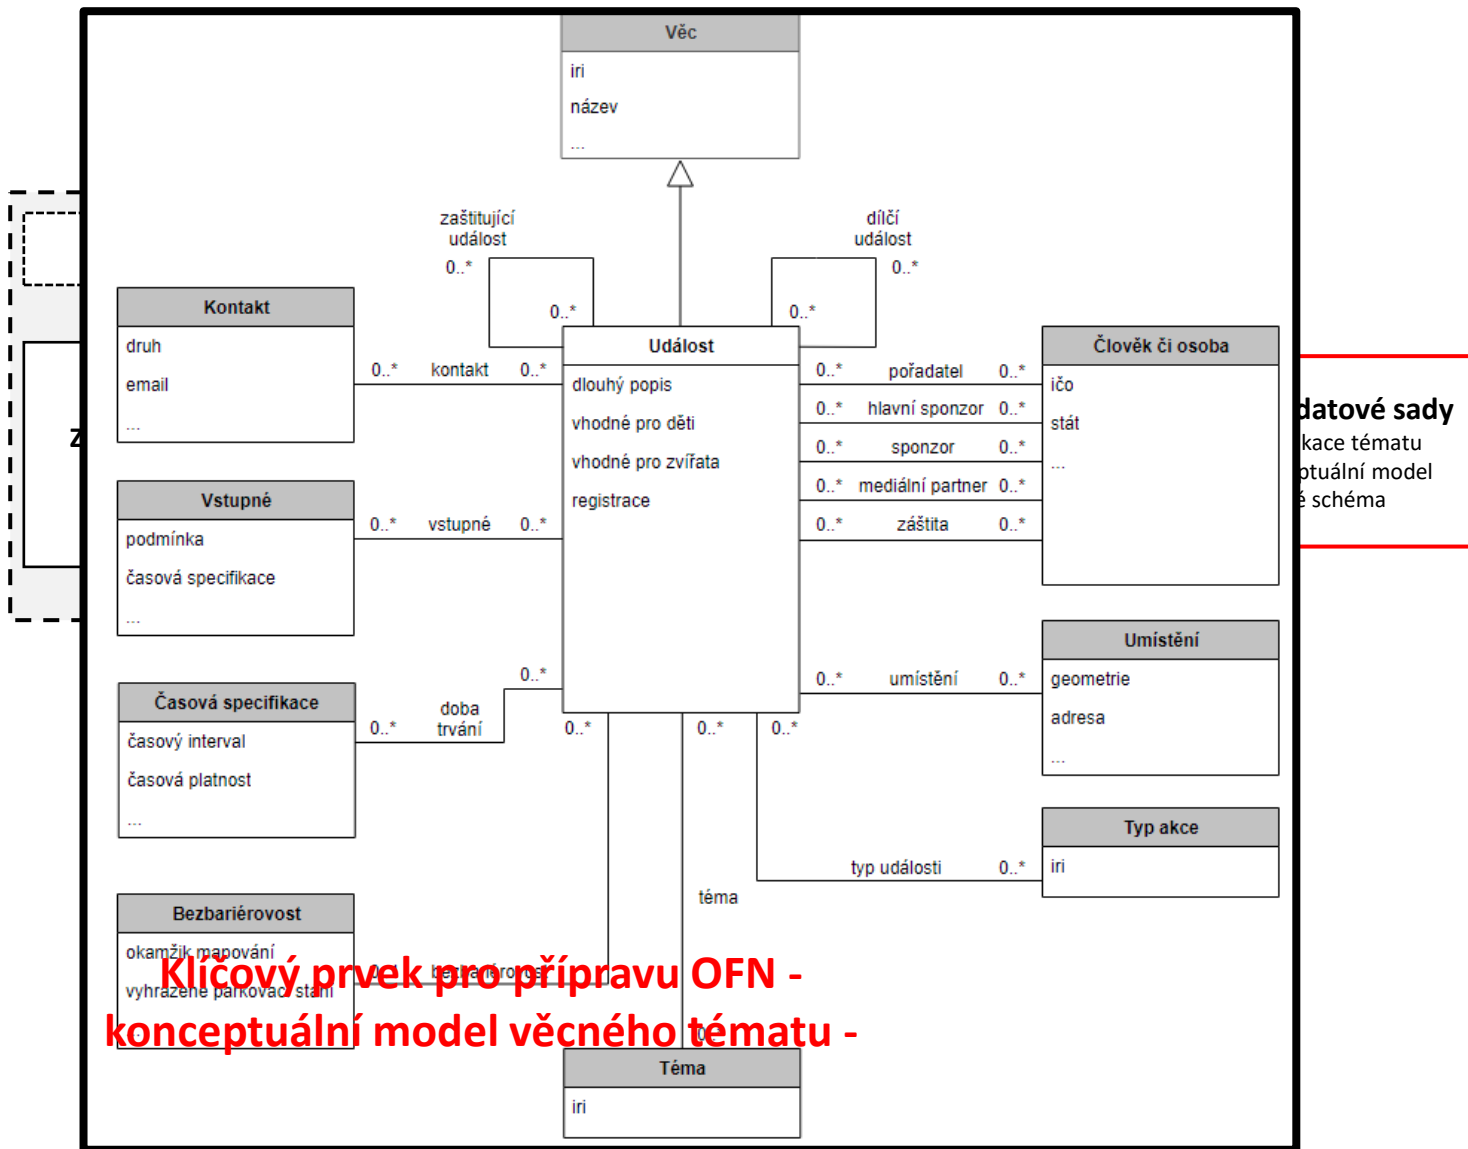 Věc
iri
název
...
zaštitující
událost
0..*
0..*
dílčí
událost
0..*
0..*
Kontakt
druh
email
...
0..* kontakt 0..*
Událost
dlouhý popis
vhodné pro děti
vhodné pro zvířata
registrace
0..* pořadatel 0..*
0..* hlavní sponzor 0..*
0..* sponzor 0..*
0..* mediální partner 0..*
0..* záštita 0..*
Člověk či osoba
ičo
stát
...
datové sady
kace tématu
ptuální model
schéma
Vstupné
podmínka
časová specifikace
...
0..* vstupné 0..*
Časová specifikace
časový interval
časová platnost
...
0..*
doba
trvání
0..*
0..*
0..*
0..*
0..* umístění 0..*
Umístění
geometrie
adresa
...
typ události 0..*
Typ akce
iri
téma
Bezbariérovost
okamžik mapování
vyhrazené parkovací stání
bezbariérovost
Klíčový prvek pro přípravu OFN -
konceptuální model věcného tématu -
Téma
iri